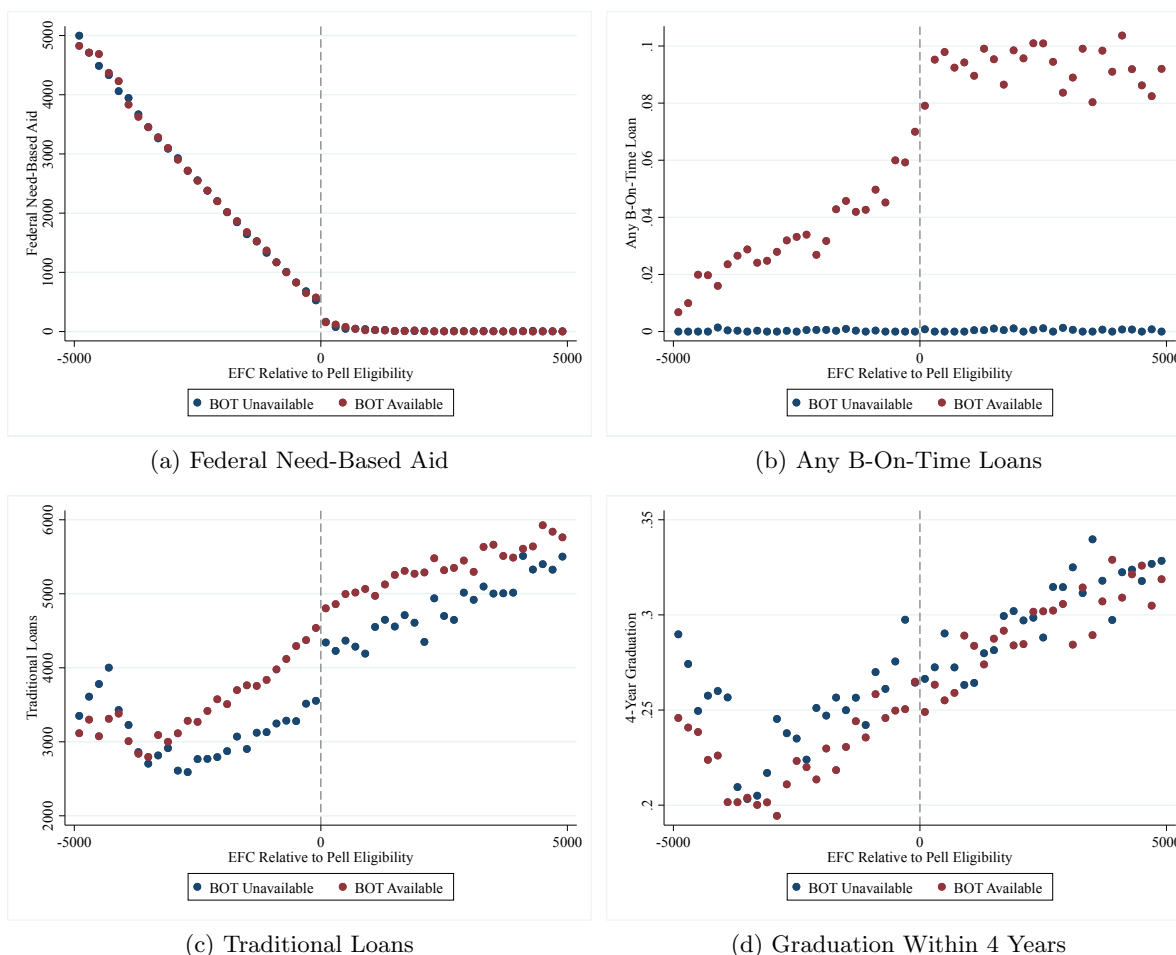 Federal Need-Based Aid
5000
4000
3000
2000
1000
0
-5000 0 5000
EFC Relative to Pell Eligibility
BOT Unavailable BOT Available
(a) Federal Need-Based Aid
Any B-On-Time Loan
.1
.08
.06
.04
.02
0
-5000 0 5000
EFC Relative to Pell Eligibility
BOT Unavailable BOT Available
(b) Any B-On-Time Loans
Traditional Loans
6000
5000
4000
3000
2000
-5000 0 5000
EFC Relative to Pell Eligibility
BOT Unavailable BOT Available
(c) Traditional Loans
4-Year Graduation
.35
.3
.25
.2
-5000 0 5000
EFC Relative to Pell Eligibility
BOT Unavailable BOT Available
(d) Graduation Within 4 Years